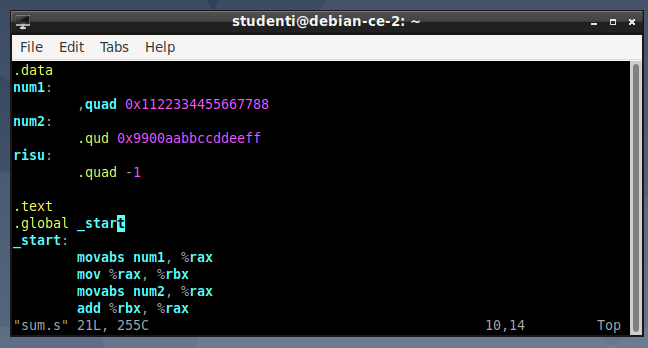 studenti@debian-ce-2: ~
File Edit Tabs Help
.data
num1:
        ,quad 0x1122334455667788
num2:
        .qud 0x9900aabbccddeeff
risu:
        .quad -1

.text
.global _start
_start:
        movabs num1, %rax
        mov %rax, %rbx
        movabs num2, %rax
        add %rbx, %rax
"sum.s" 21L, 255C 10,14 Top